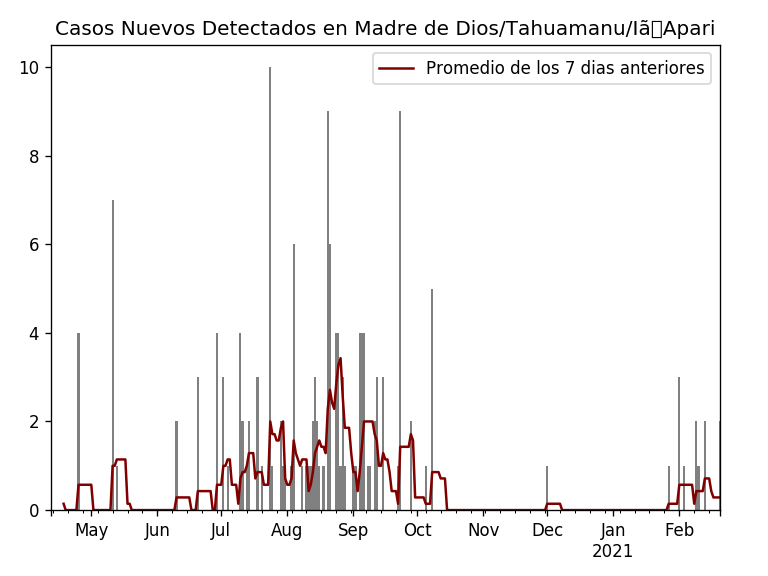 Casos Nuevos Detectados en Madre de Dios/Tahuamanu/Iã▯Apari
Promedio de los 7 dias anteriores
10
8
6
4
2
0
May Jun Jul Aug Sep Oct Nov Dec Jan Feb
2021